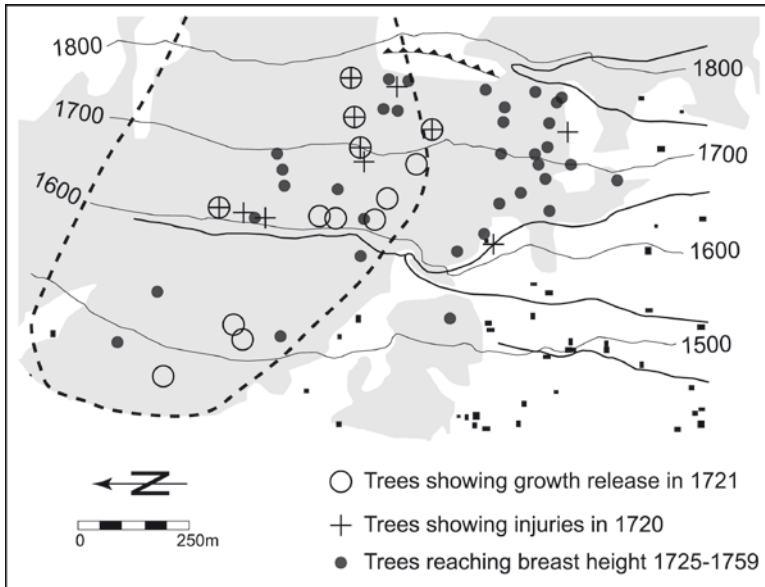 1800
1800
1700
1700
1600
1600
1500
N
Trees showing growth release in 1721
Trees showing injuries in 1720
0 250m
Trees reaching breast height 1725-1759